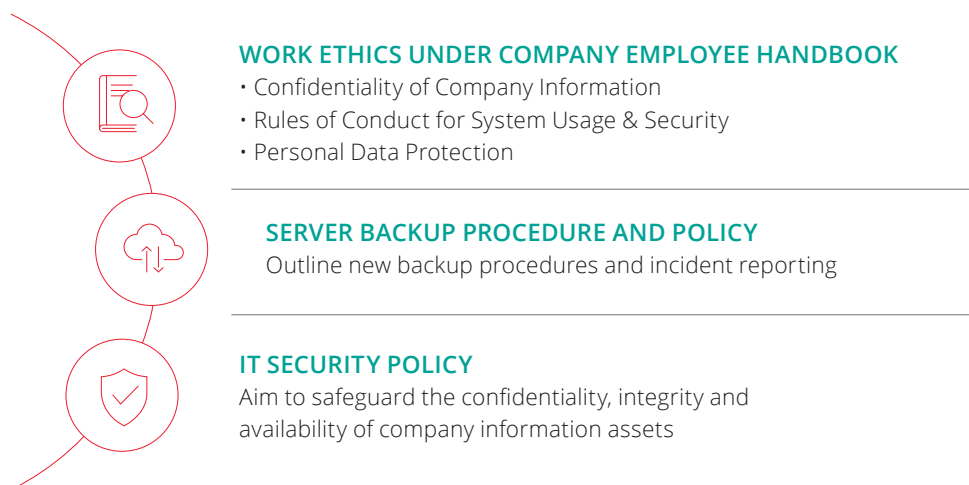 WORK ETHICS UNDER COMPANY EMPLOYEE HANDBOOK
• Confidentiality of Company Information
• Rules of Conduct for System Usage & Security
• Personal Data Protection
SERVER BACKUP PROCEDURE AND POLICY
Outline new backup procedures and incident reporting
IT SECURITY POLICY
Aim to safeguard the confidentiality, integrity and
availability of company information assets